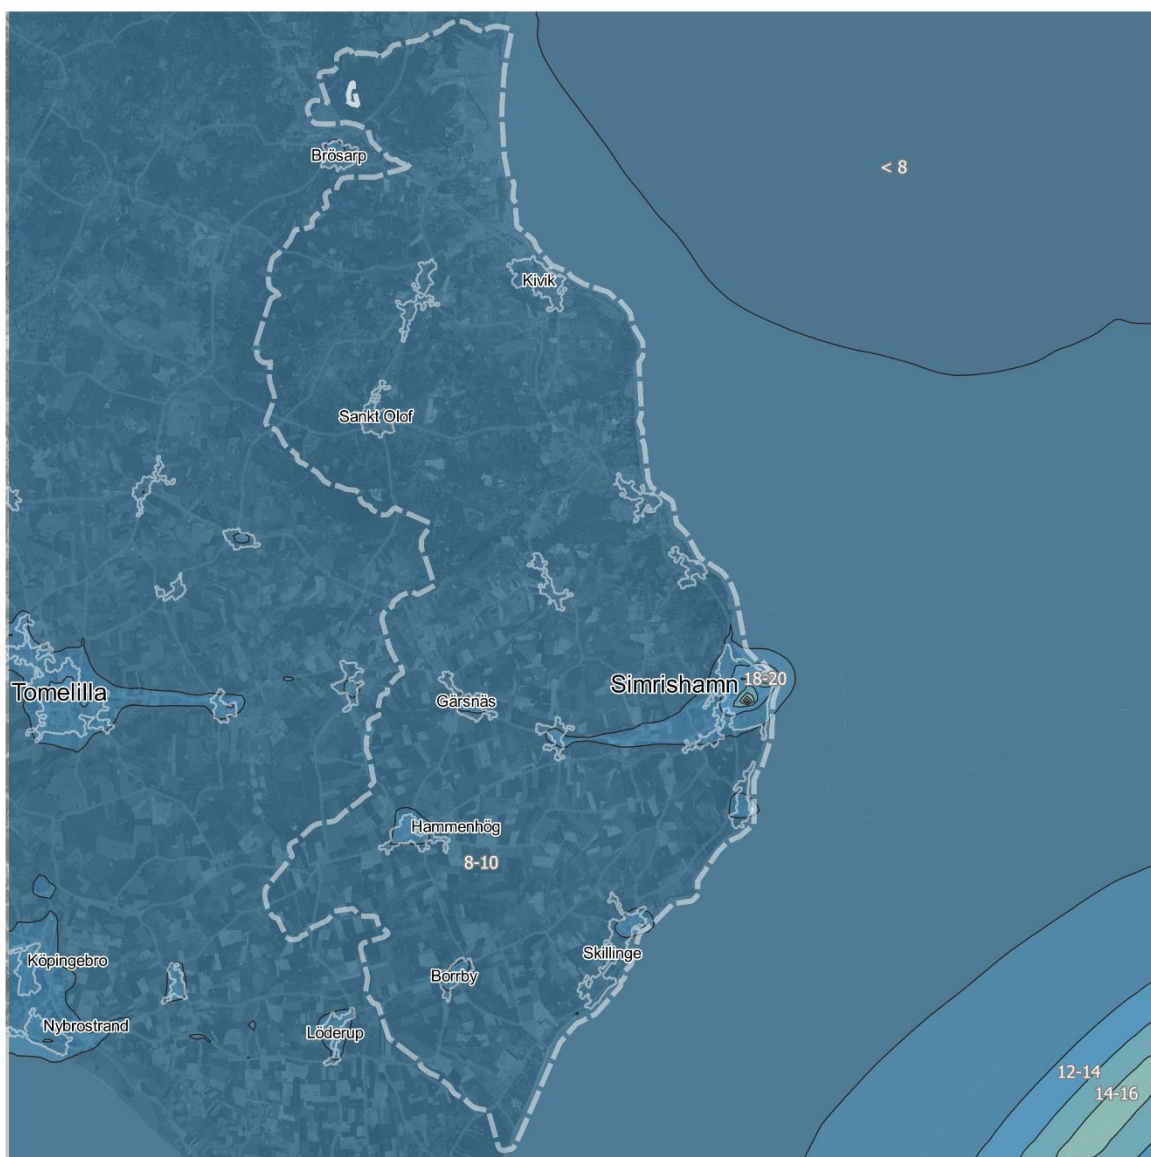 Brösarp
< 8
Kivik
Sankt Olof
Simrishamn
18-20
Tomelilla
Gärsnäs
Hammenhög
8-10
Skillinge
Köpingebro
Borrby
Nybrostrand
Löderup
12-14
14-16